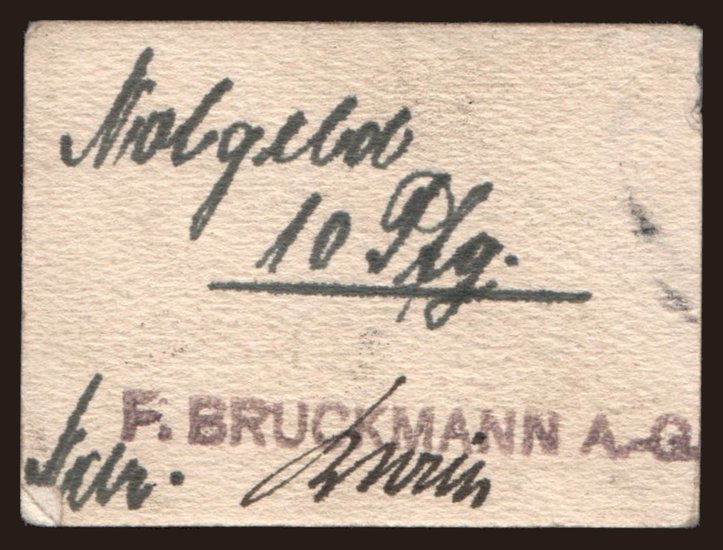 Notgeld
10 Pfg.
F. BRUCKMANN A.-G.